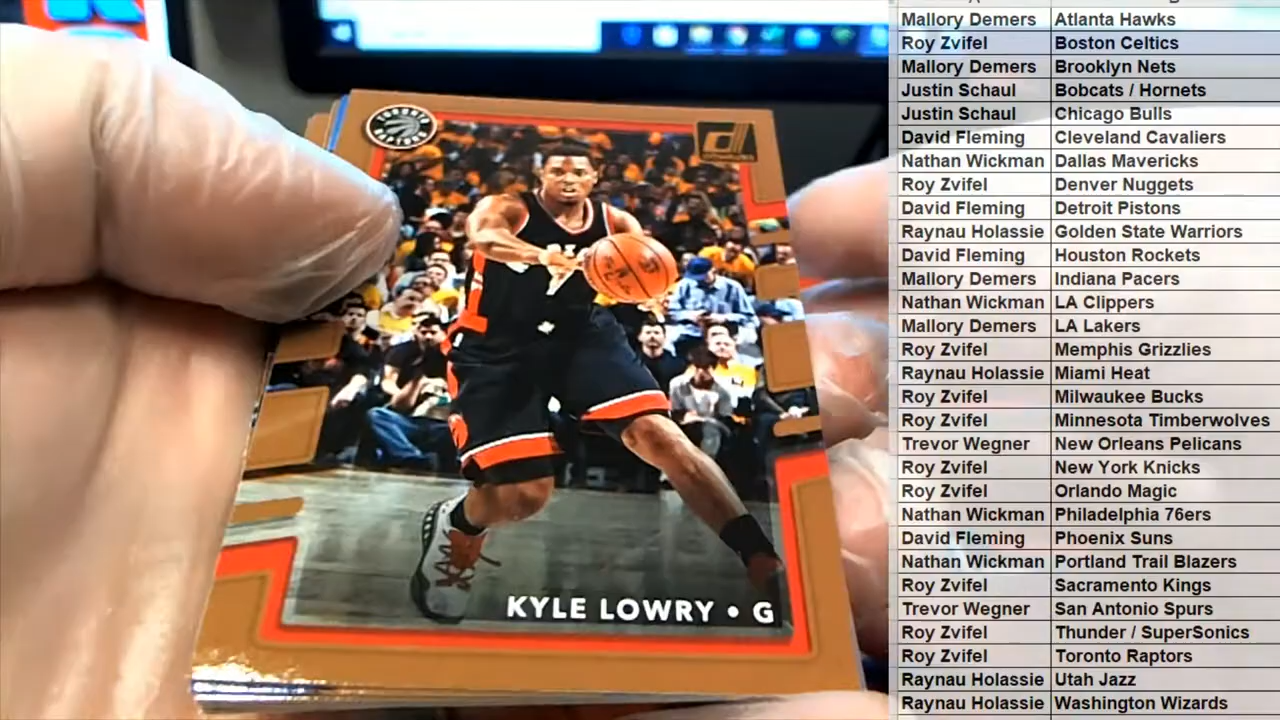 TORONTO
RAPTORS
KYLE LOWRY • G
Mallory Demers Atlanta Hawks
Roy Zvifel Boston Celtics
Mallory Demers Brooklyn Nets
Justin Schaul Bobcats / Hornets
Justin Schaul Chicago Bulls
David Fleming Cleveland Cavaliers
Nathan Wickman Dallas Mavericks
Roy Zvifel Denver Nuggets
David Fleming Detroit Pistons
Raynau Holassie Golden State Warriors
David Fleming Houston Rockets
Mallory Demers Indiana Pacers
Nathan Wickman LA Clippers
Mallory Demers LA Lakers
Roy Zvifel Memphis Grizzlies
Raynau Holassie Miami Heat
Roy Zvifel Milwaukee Bucks
Roy Zvifel Minnesota Timberwolves
Trevor Wegner New Orleans Pelicans
Roy Zvifel New York Knicks
Roy Zvifel Orlando Magic
Nathan Wickman Philadelphia 76ers
David Fleming Phoenix Suns
Nathan Wickman Portland Trail Blazers
Roy Zvifel Sacramento Kings
Trevor Wegner San Antonio Spurs
Roy Zvifel Thunder / SuperSonics
Roy Zvifel Toronto Raptors
Raynau Holassie Utah Jazz
Raynau Holassie Washington Wizards